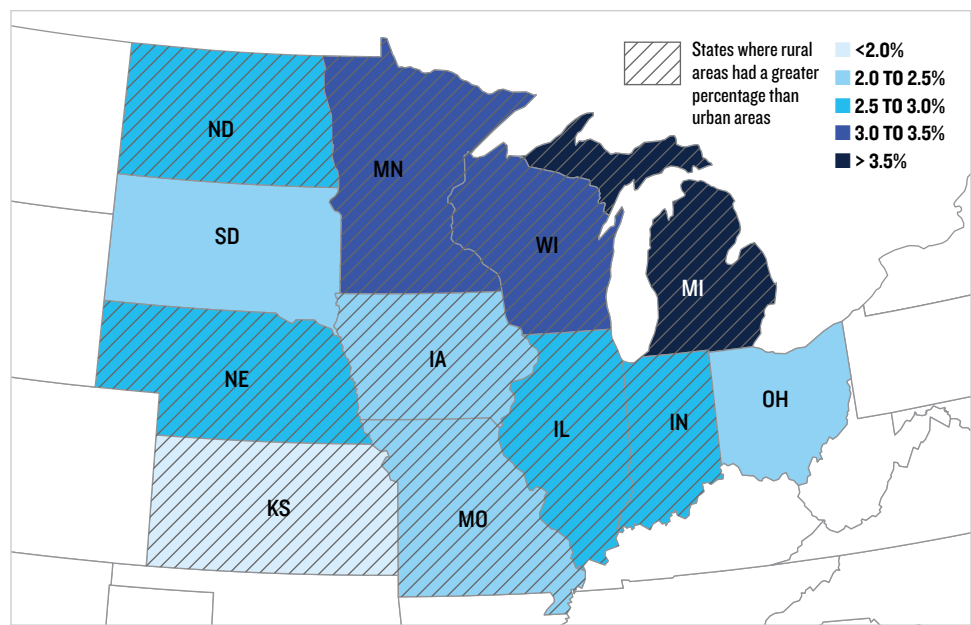 States where rural
areas had a greater
percentage than
urban areas
<2.0%
2.0 TO 2.5%
2.5 TO 3.0%
3.0 TO 3.5%
> 3.5%
ND
MN
SD
WI
MI
IA
NE
OH
IL
IN
KS
MO